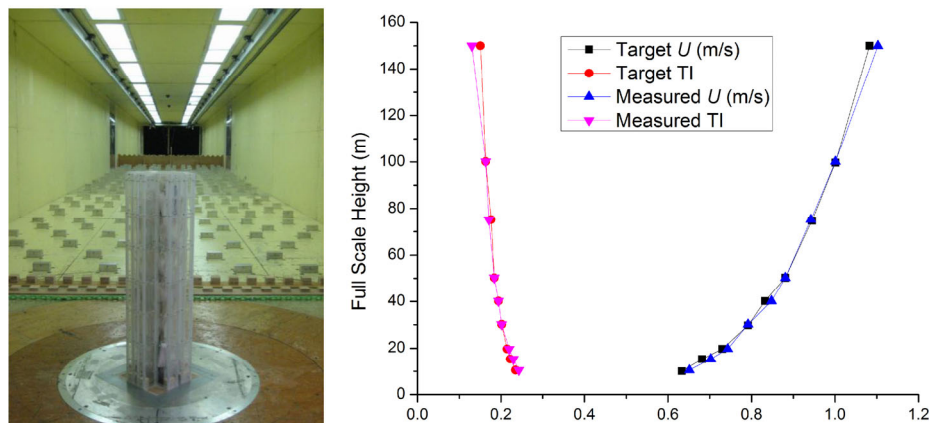 160
140
120
100
80
60
40
20
0
Full Scale Height (m)
Target U (m/s)
Target TI
Measured U (m/s)
Measured TI
0.0 0.2 0.4 0.6 0.8 1.0 1.2